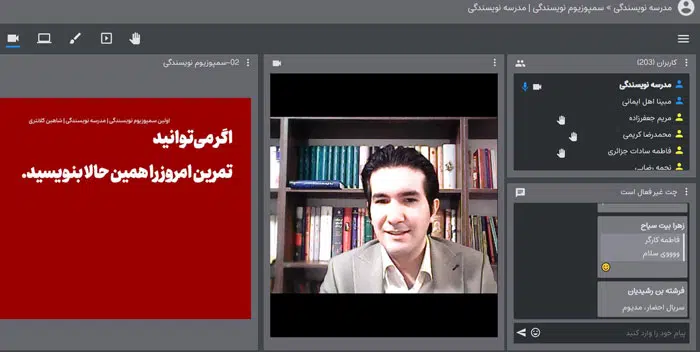 مدرسه نویسندگی » سمپوزیوم نویسندگی | مدرسه نویسندگی
02-سمپوزیوم نویسندگی
اولین سمپوزیوم نویسندگی | مدرسه نویسندگی | شاهین کلانتری
اگر می‌توانید
تمرین امروز را همین حالا بنویسید.
کاربران (203)
مدرسه نویسندگی
مبینا اهل ایمانی
مریم جعفرزاده
محمدرضا کریمی
فاطمه سادات جزائری
نجمه رضایی
چت غیر فعال است
زهرا بیت سیاح
فاطمه کارگر
ووووی سلام
فرشته بن رشیدیان
سریال احضار، مدیوم
پیام خود را وارد کنید